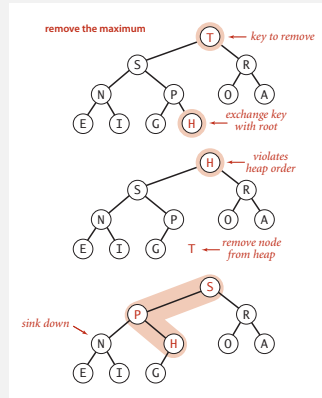 remove the maximum
T
key to remove
S
R
N
P
O
A
E
I
G
H
exchange key
with root
violates
H
heap order
S
R
N
P
O
A
E
I
G
T
remove node
from heap
S
P
R
sink down
N
H
O
A
E
I
G